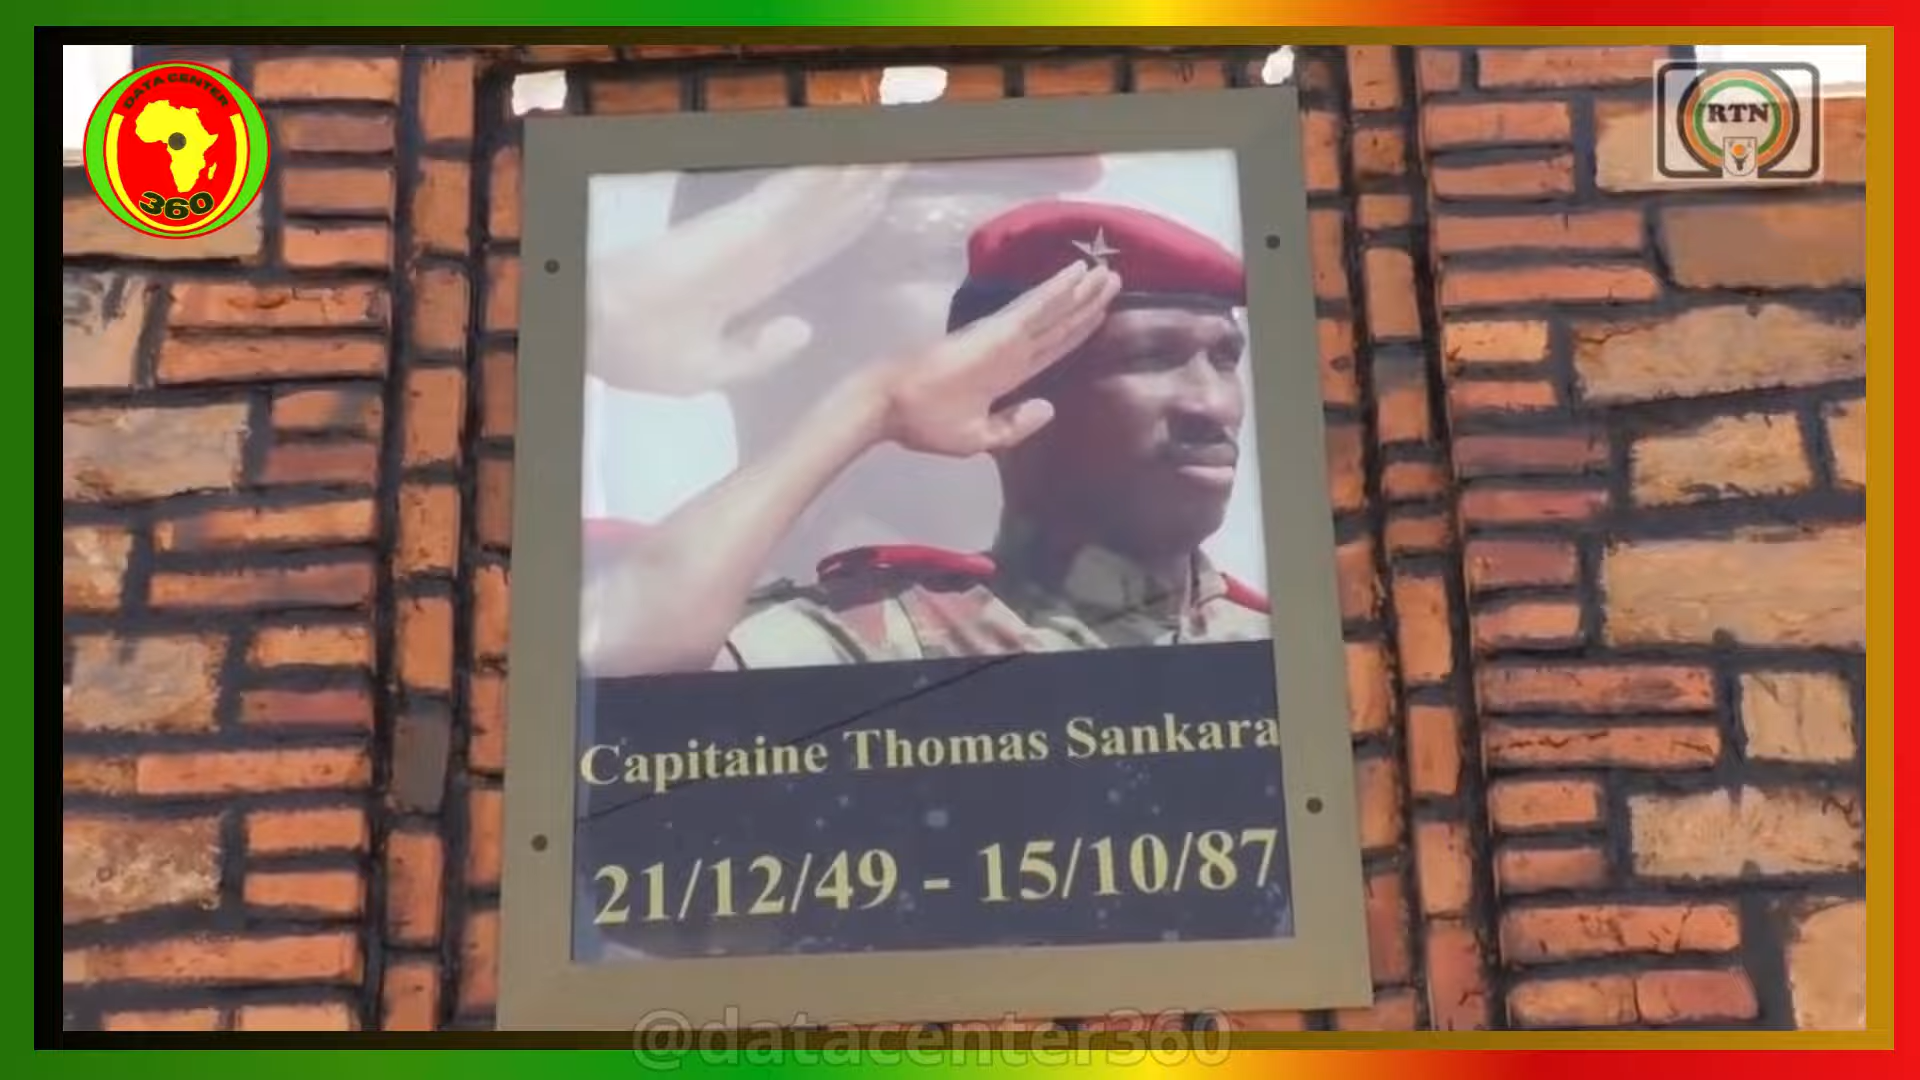 DATA CENTER
360
RTN
Capitaine Thomas Sankara
21/12/49 - 15/10/87
@datacenter360